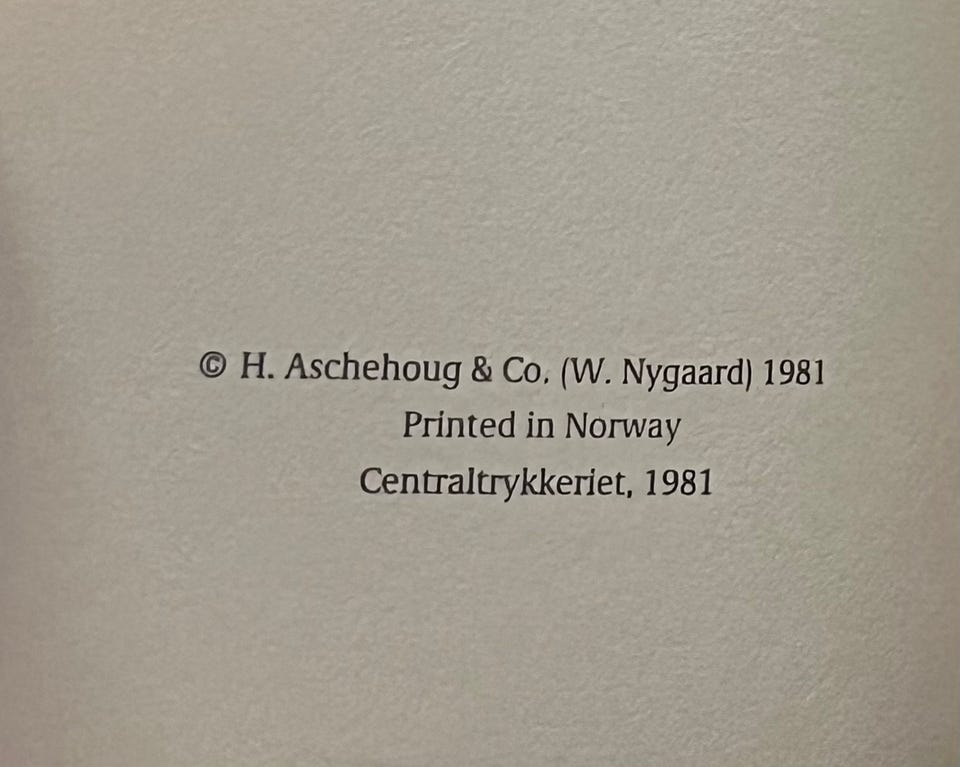 © H. Aschehoug & Co. (W. Nygaard) 1981
Printed in Norway
Centraltrykkeriet, 1981